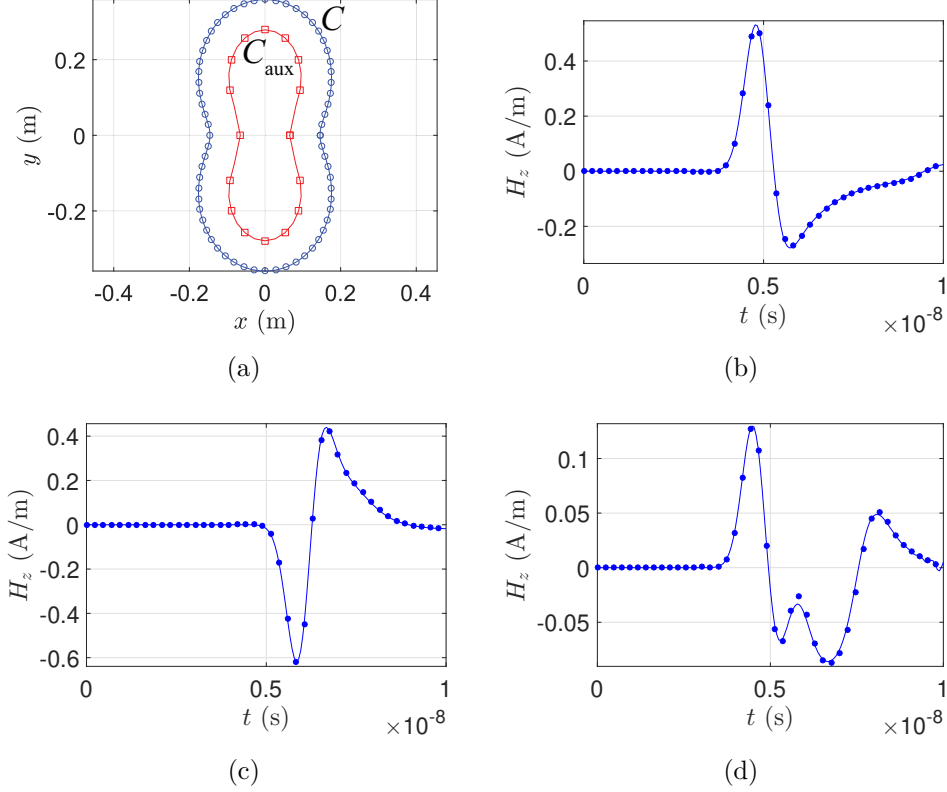 C
C aux
0.2
0
-0.2
y (m)
-0.4 -0.2 0 0.2 0.4
x (m)
(a)
0.4
0.2
0
-0.2
H_z (A/m)
0 0.5 1
t (s)
×10^-8
(b)
0.4
0.2
0
-0.2
-0.4
-0.6
H_z (A/m)
0 0.5 1
t (s)
×10^-8
(c)
0.1
0.05
0
-0.05
H_z (A/m)
0 0.5 1
t (s)
×10^-8
(d)